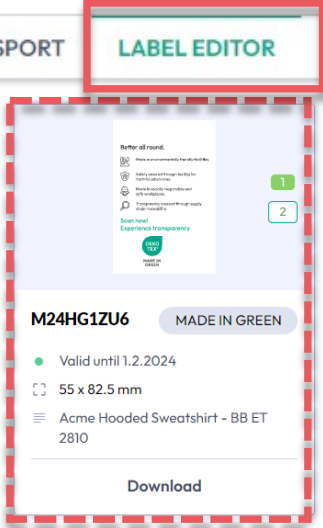 SPORT LABEL EDITOR
Better all round.
Made in environmentally friendly facilities.
Safety ensured through testing for
harmful substances.
Made in socially responsible and
safe workplaces.
Transparency ensured through supply
chain traceability.
Scan now!
Experience transparency.
OEKO
TEX®
MADE IN
GREEN
1
2
M24HG1ZU6 MADE IN GREEN
Valid until 1.2.2024
55 x 82.5 mm
Acme Hooded Sweatshirt - BB ET
2810
Download